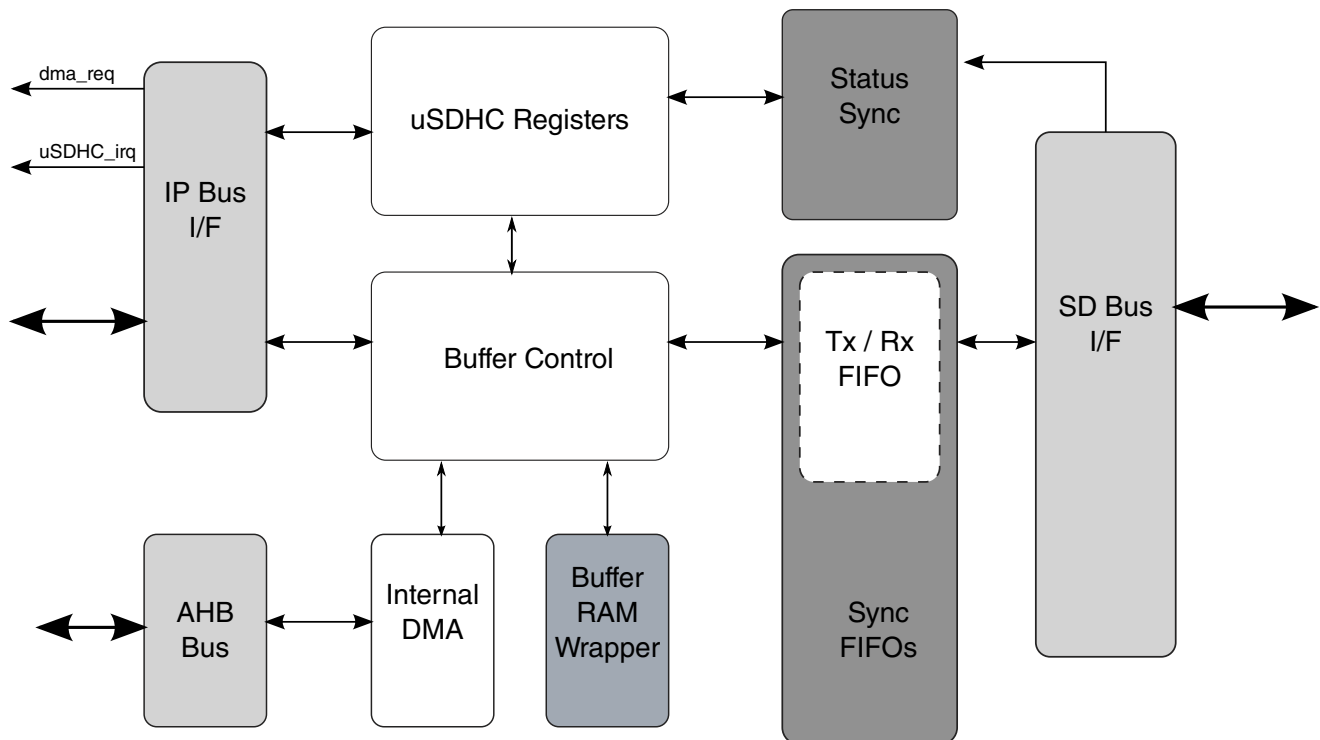 dma_req
uSDHC_irq
IP Bus
I/F
uSDHC Registers
Status
Sync
Buffer Control
Tx / Rx
FIFO
SD Bus
I/F
AHB
Bus
Internal
DMA
Buffer
RAM
Wrapper
Sync
FIFOs